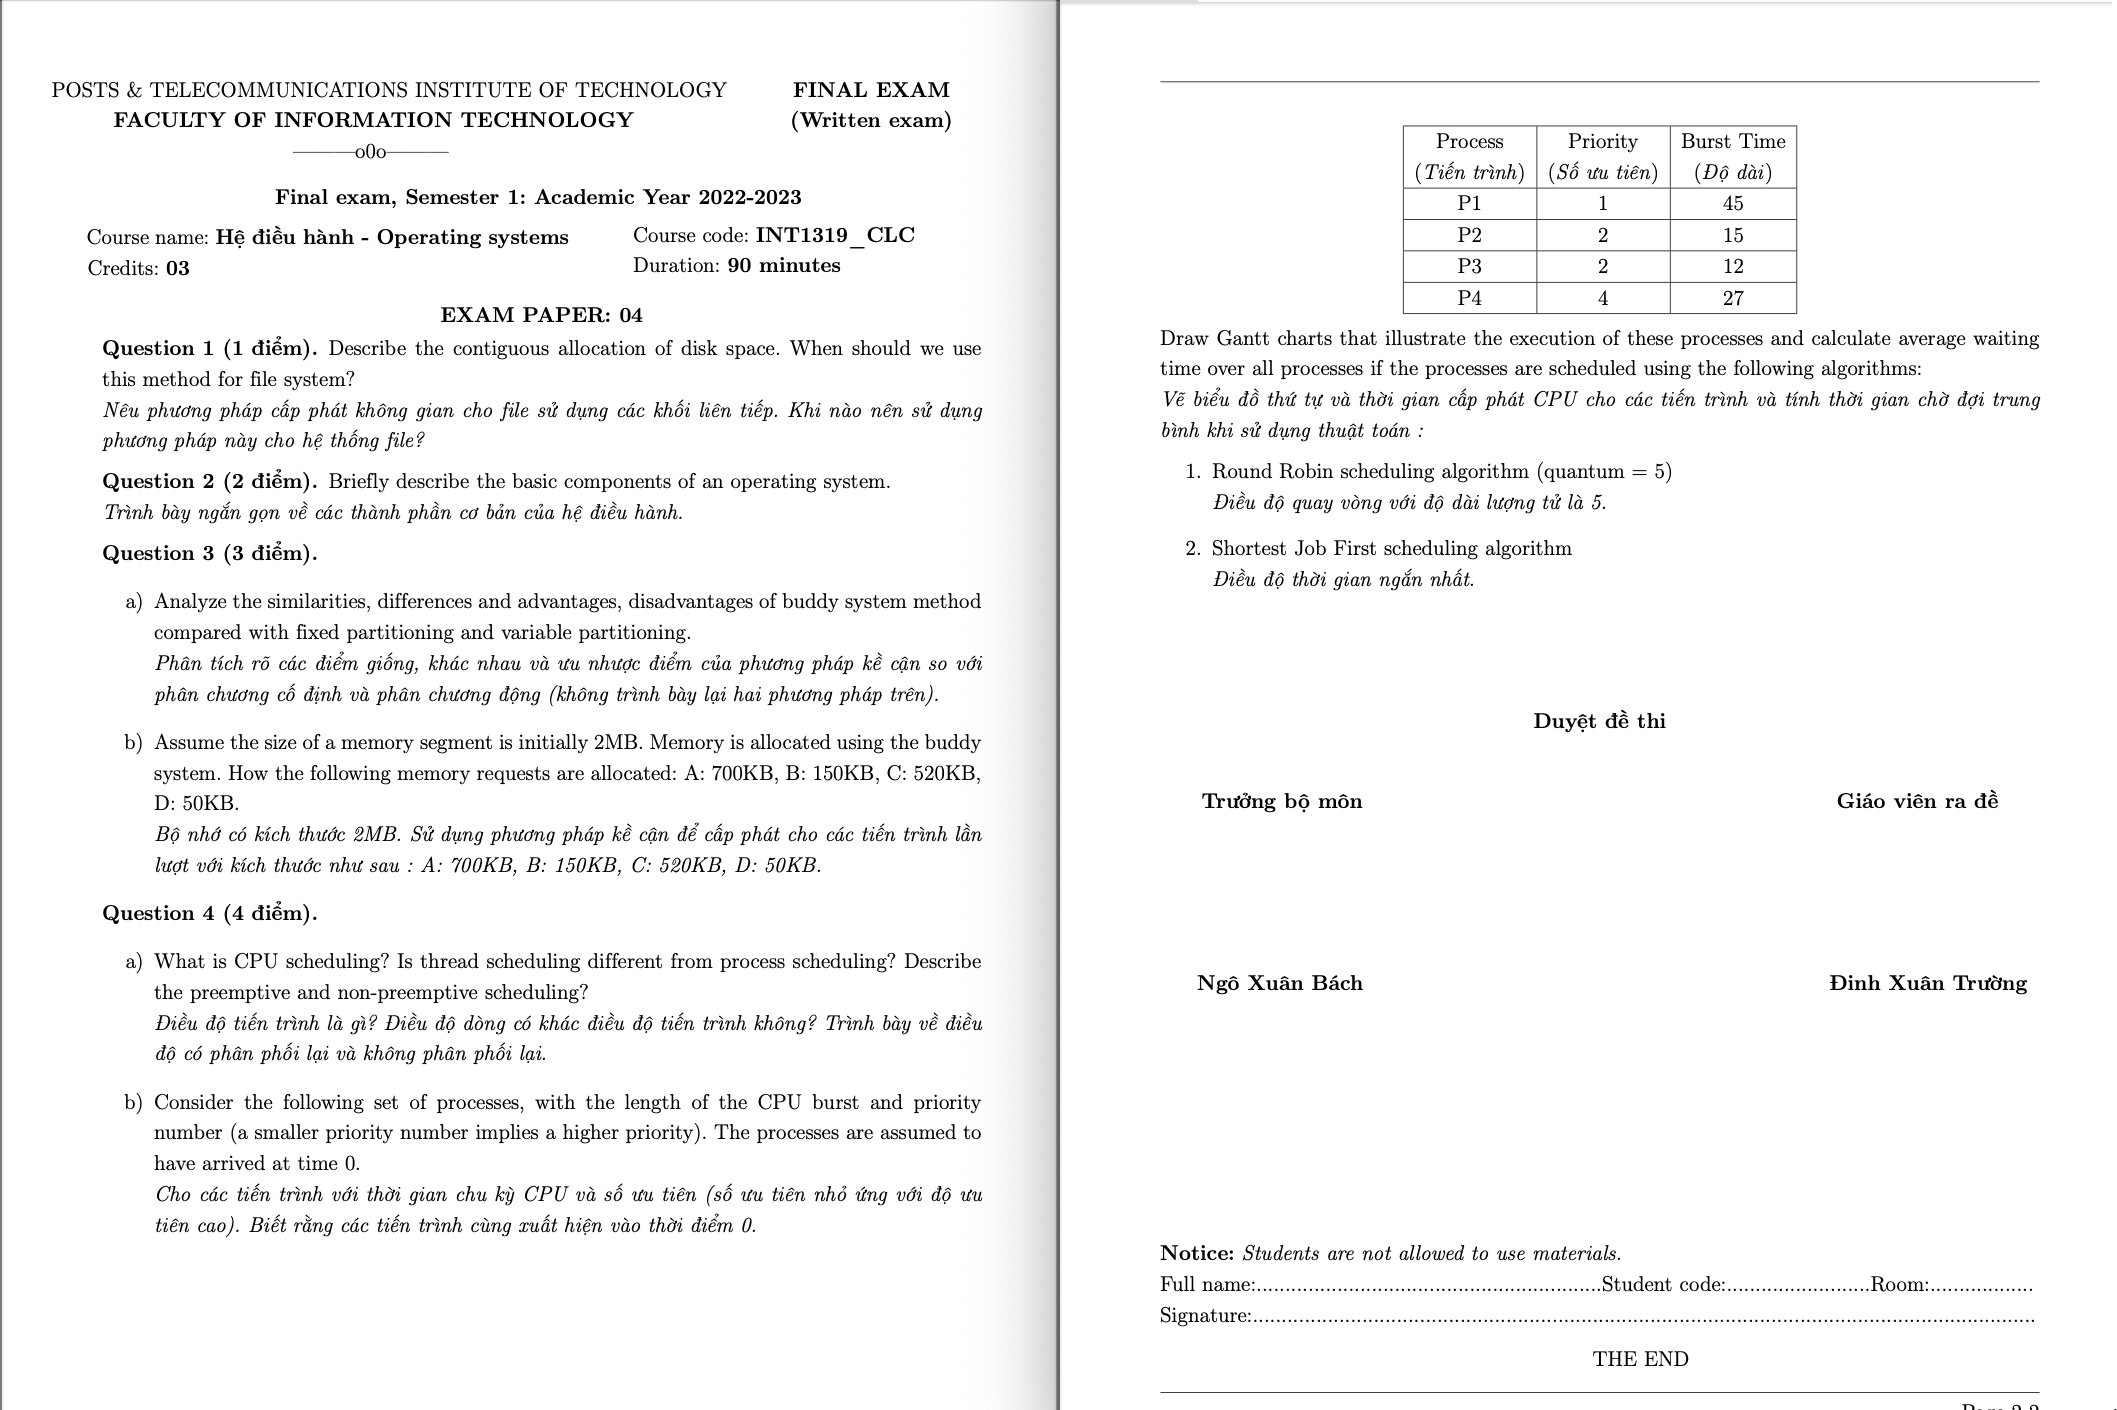 POSTS & TELECOMMUNICATIONS INSTITUTE OF TECHNOLOGY
FACULTY OF INFORMATION TECHNOLOGY
———o0o———
FINAL EXAM
(Written exam)
Final exam, Semester 1: Academic Year 2022-2023
Course name: Hệ điều hành - Operating systems
Credits: 03
Course code: INT1319_CLC
Duration: 90 minutes
EXAM PAPER: 04
Question 1 (1 điểm). Describe the contiguous allocation of disk space. When should we use
this method for file system?
Nêu phương pháp cấp phát không gian cho file sử dụng các khối liên tiếp. Khi nào nên sử dụng
phương pháp này cho hệ thống file?
Question 2 (2 điểm). Briefly describe the basic components of an operating system.
Trình bày ngắn gọn về các thành phần cơ bản của hệ điều hành.
Question 3 (3 điểm).
a) Analyze the similarities, differences and advantages, disadvantages of buddy system method
compared with fixed partitioning and variable partitioning.
Phân tích rõ các điểm giống, khác nhau và ưu nhược điểm của phương pháp kề cận so với
phân chương cố định và phân chương động (không trình bày lại hai phương pháp trên).
b) Assume the size of a memory segment is initially 2MB. Memory is allocated using the buddy
system. How the following memory requests are allocated: A: 700KB, B: 150KB, C: 520KB,
D: 50KB.
Bộ nhớ có kích thước 2MB. Sử dụng phương pháp kề cận để cấp phát cho các tiến trình lần
lượt với kích thước như sau : A: 700KB, B: 150KB, C: 520KB, D: 50KB.
Question 4 (4 điểm).
a) What is CPU scheduling? Is thread scheduling different from process scheduling? Describe
the preemptive and non-preemptive scheduling?
Điều độ tiến trình là gì? Điều độ dòng có khác điều độ tiến trình không? Trình bày về điều
độ có phân phối lại và không phân phối lại.
b) Consider the following set of processes, with the length of the CPU burst and priority
number (a smaller priority number implies a higher priority). The processes are assumed to
have arrived at time 0.
Cho các tiến trình với thời gian chu kỳ CPU và số ưu tiên (số ưu tiên nhỏ ứng với độ ưu
tiên cao). Biết rằng các tiến trình cùng xuất hiện vào thời điểm 0.
Process Priority Burst Time
(Tiến trình) (Số ưu tiên) (Độ dài)
P1 1 45
P2 2 15
P3 2 12
P4 4 27
Draw Gantt charts that illustrate the execution of these processes and calculate average waiting
time over all processes if the processes are scheduled using the following algorithms:
Vẽ biểu đồ thứ tự và thời gian cấp phát CPU cho các tiến trình và tính thời gian chờ đợi trung
bình khi sử dụng thuật toán :
1. Round Robin scheduling algorithm (quantum = 5)
Điều độ quay vòng với độ dài lượng tử là 5.
2. Shortest Job First scheduling algorithm
Điều độ thời gian ngắn nhất.
Duyệt đề thi
Trưởng bộ môn Giáo viên ra đề
Ngô Xuân Bách Đinh Xuân Trường
Notice: Students are not allowed to use materials.
Full name:............................................................Student code:.........................Room:..................
Signature:.........................................................................................................................................
THE END